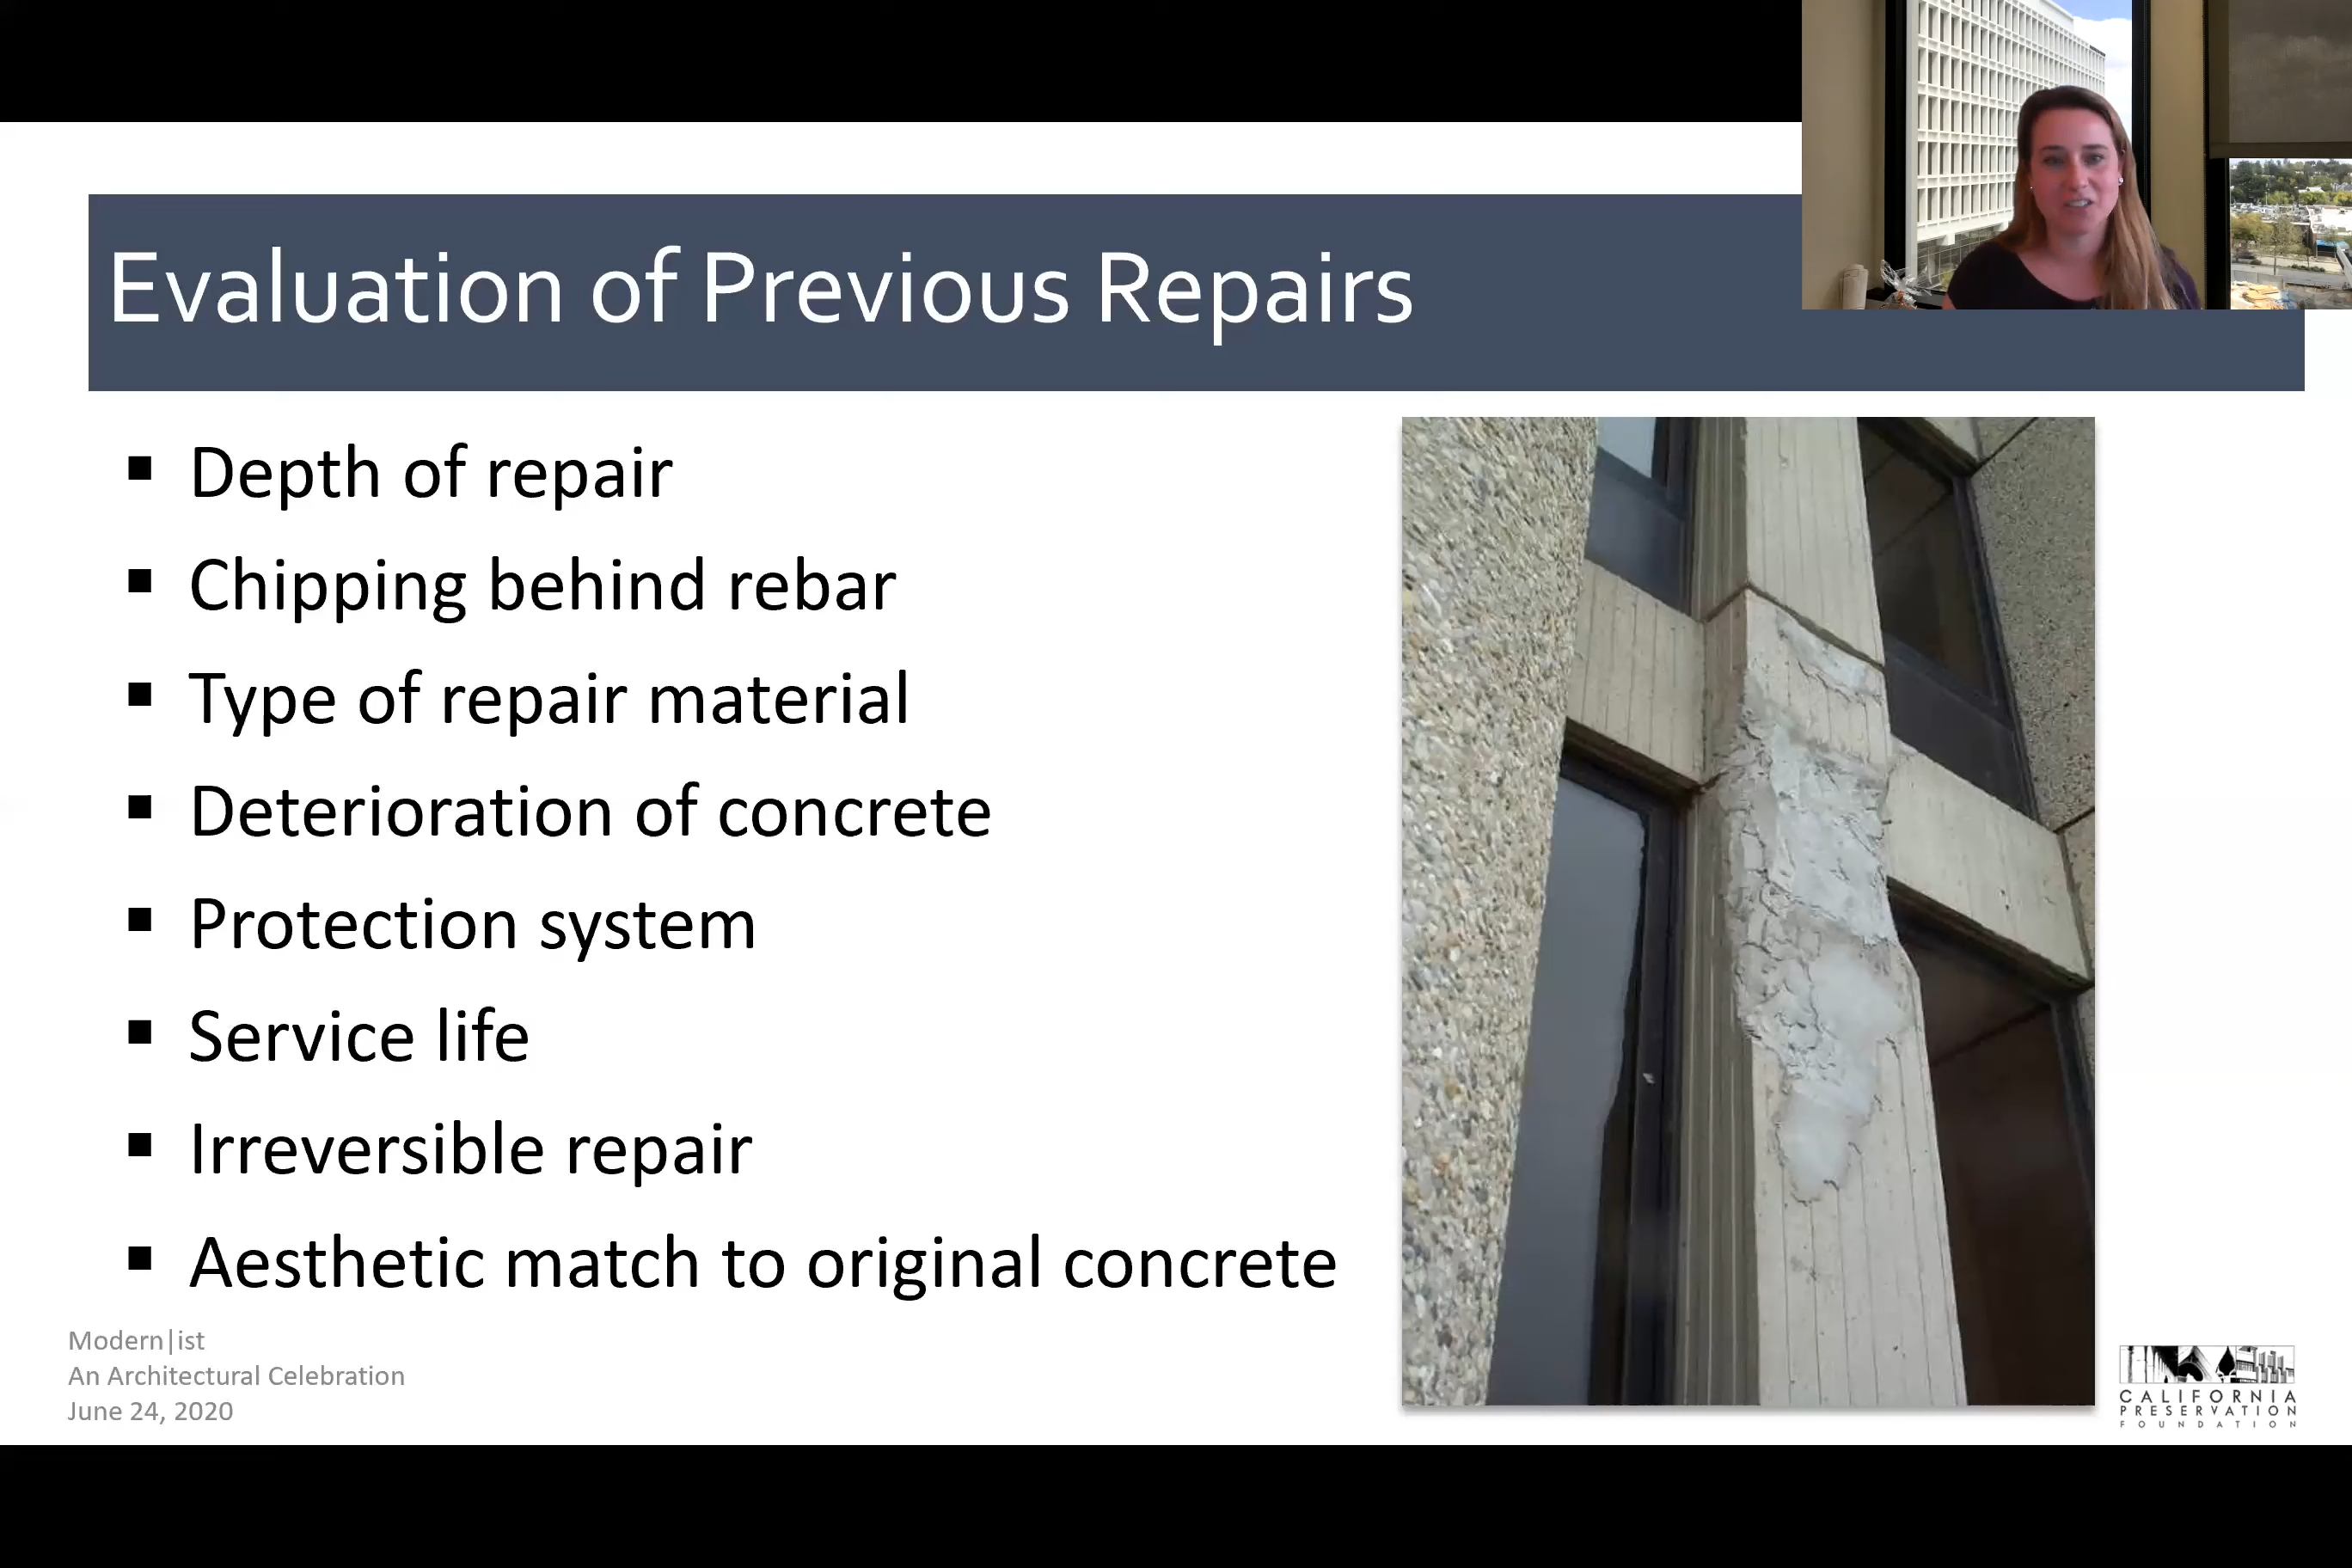 Evaluation of Previous Repairs
▪ Depth of repair
▪ Chipping behind rebar
▪ Type of repair material
▪ Deterioration of concrete
▪ Protection system
▪ Service life
▪ Irreversible repair
▪ Aesthetic match to original concrete
Modern|ist
An Architectural Celebration
June 24, 2020
CALIFORNIA
PRESERVATION
FOUNDATION